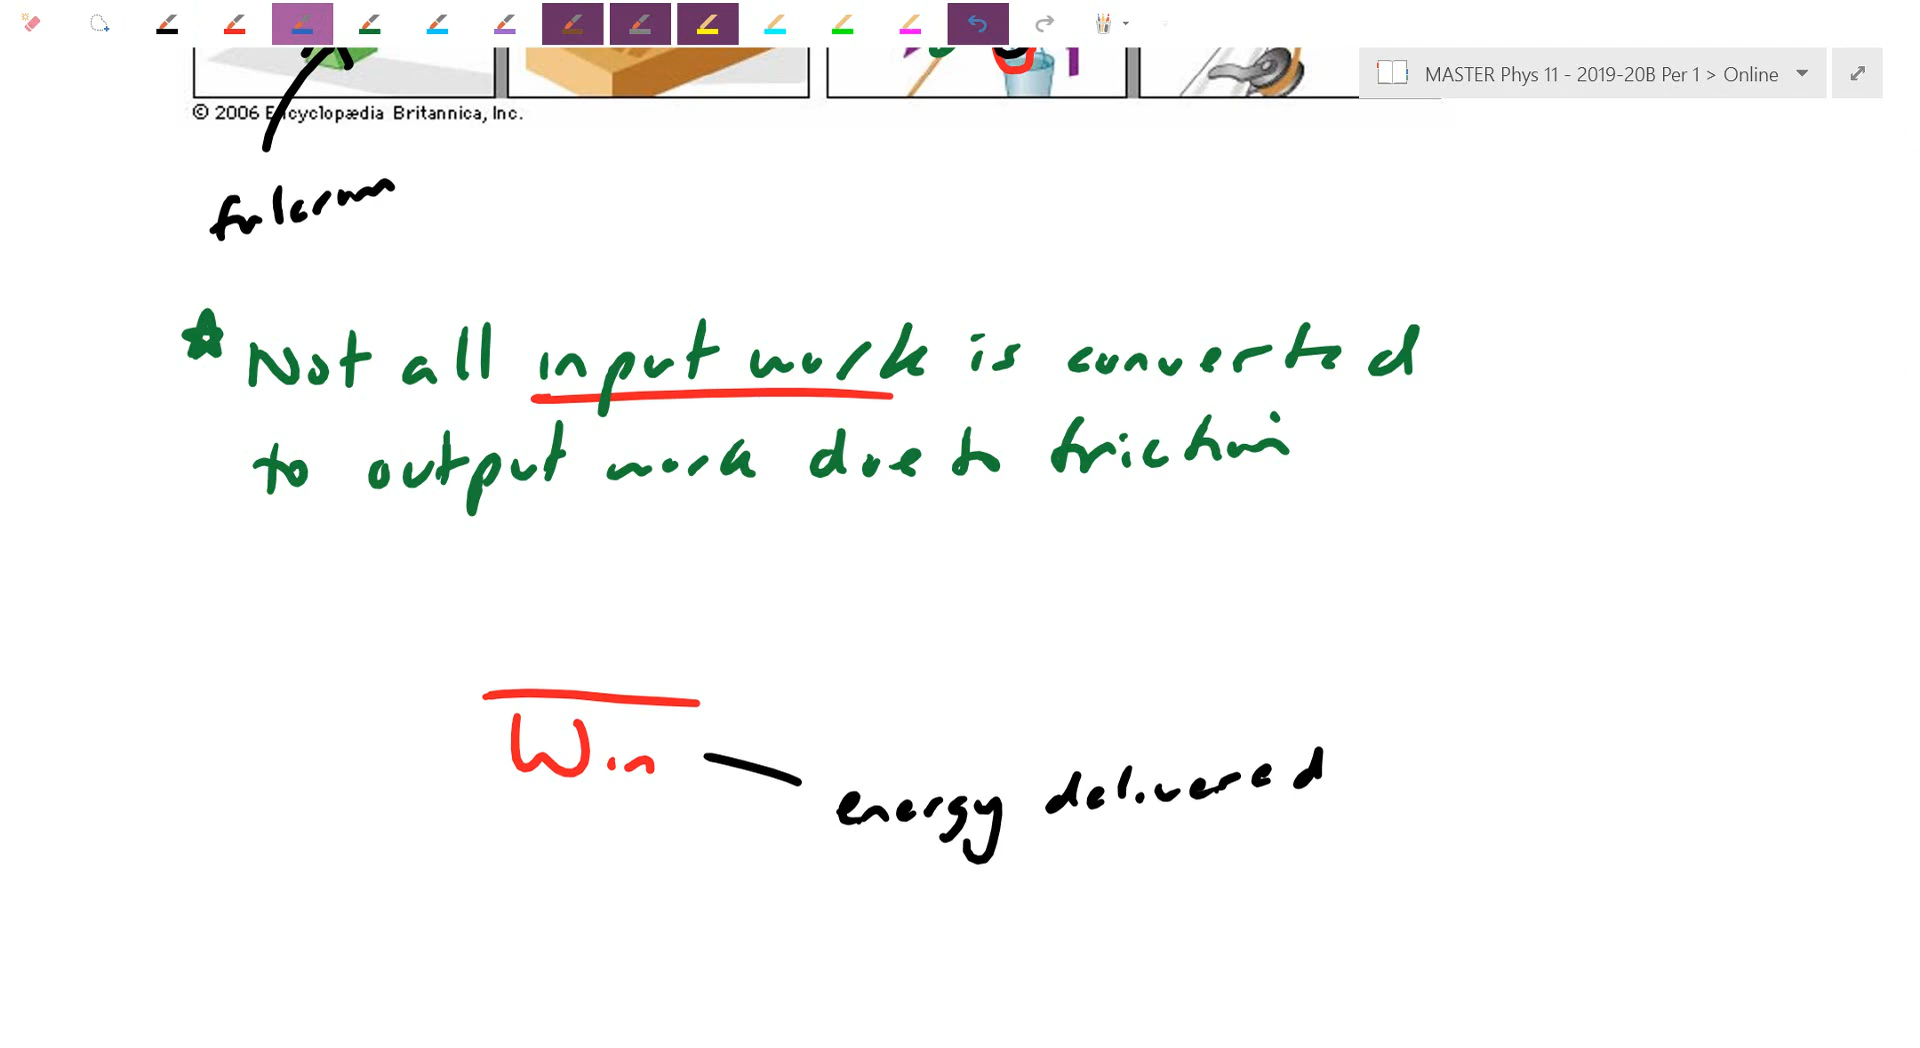 MASTER Phys 11 - 2019-20B Per 1 > Online
© 2006 Encyclopædia Britannica, Inc.
fulcrum
Not all input work is converted
to output work due to friction
Win
energy delivered